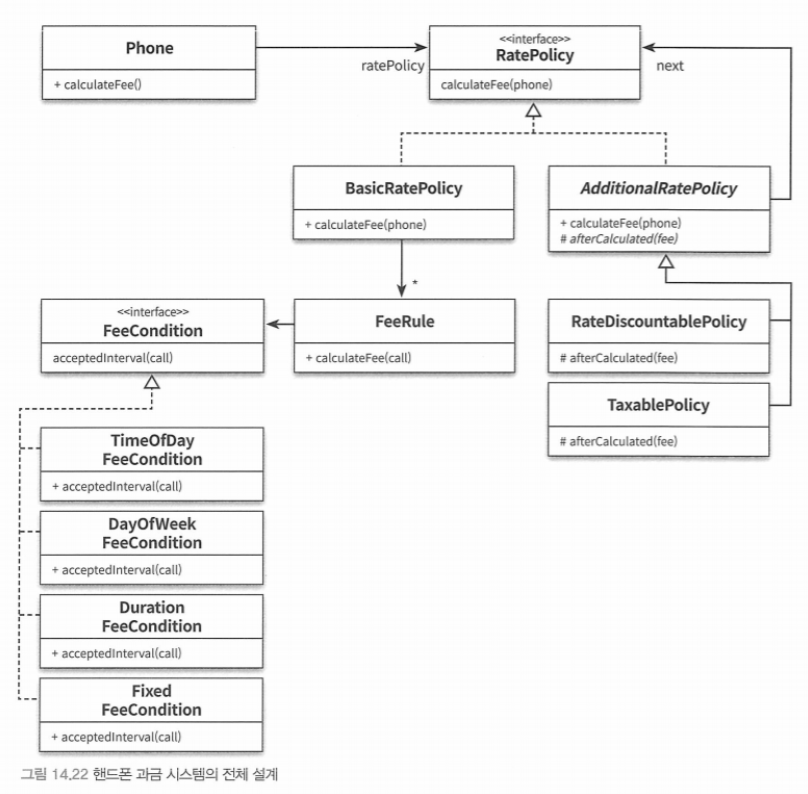 Phone
+ calculateFee()
ratePolicy
<<interface>>
RatePolicy
calculateFee(phone)
next
BasicRatePolicy
+ calculateFee(phone)
AdditionalRatePolicy
+ calculateFee(phone)
# afterCalculated(fee)
*
<<interface>>
FeeCondition
acceptedInterval(call)
FeeRule
+ calculateFee(call)
RateDiscountablePolicy
# afterCalculated(fee)
TaxablePolicy
# afterCalculated(fee)
TimeOfDay
FeeCondition
+ acceptedInterval(call)
DayOfWeek
FeeCondition
+ acceptedInterval(call)
Duration
FeeCondition
+ acceptedInterval(call)
Fixed
FeeCondition
+ acceptedInterval(call)
그림 14.22 핸드폰 과금 시스템의 전체 설계